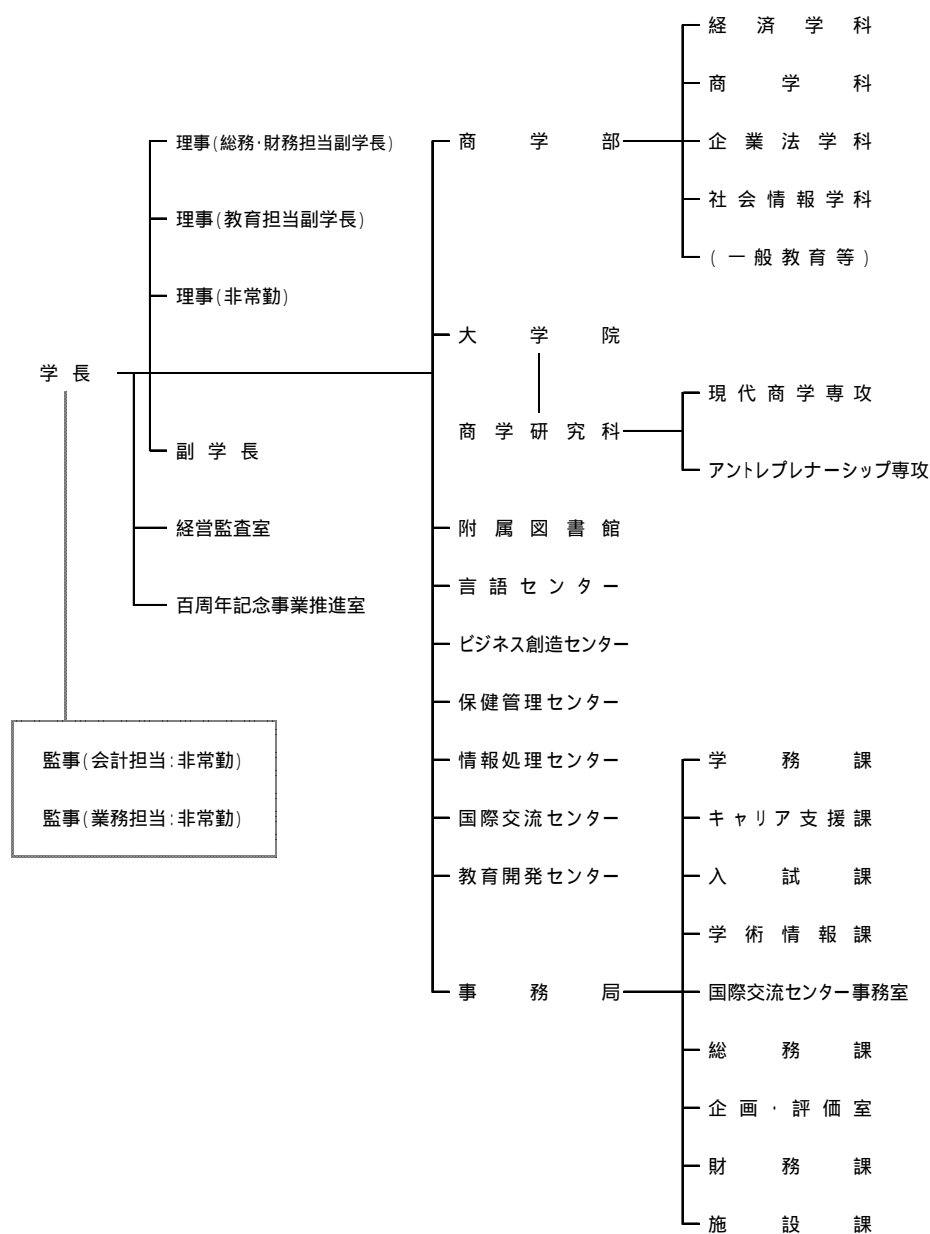 経済学科
商学科
理事(総務・財務担当副学長)
商学部
企業法学科
社会情報学科
理事(教育担当副学長)
(一般教育等)
理事(非常勤)
大学院
学長
現代商学専攻
商学研究科
副学長
アントレプレナーシップ専攻
経営監査室
附属図書館
言語センター
百周年記念事業推進室
ビジネス創造センター
保健管理センター
監事(会計担当:非常勤)
情報処理センター
学務課
監事(業務担当:非常勤)
国際交流センター
キャリア支援課
教育開発センター
入試課
学術情報課
事務局
国際交流センター事務室
総務課
企画・評価室
財務課
施設課